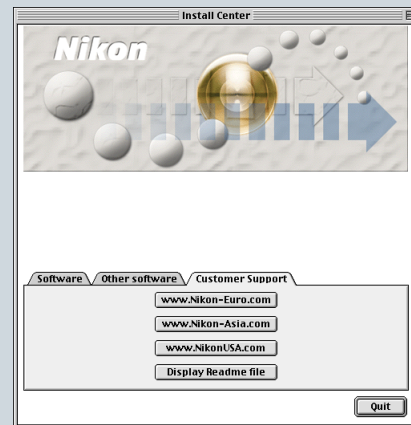 Install Center
Nikon
Software Other software Customer Support
www.Nikon-Euro.com
www.Nikon-Asia.com
www.NikonUSA.com
Display Readme file
Quit